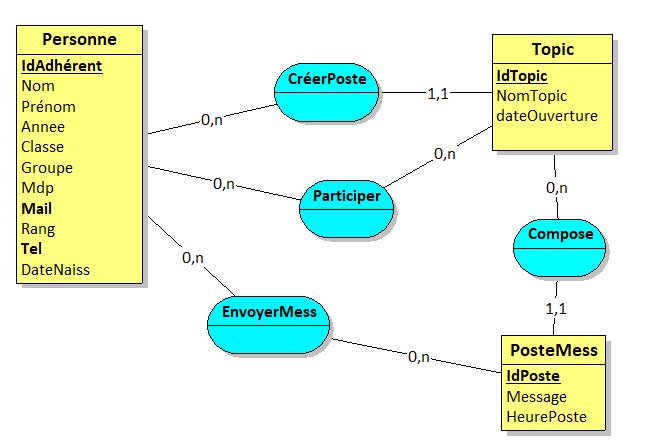 Personne
IdAdhérent
Nom
Prénom
Annee
Classe
Groupe
Mdp
Mail
Rang
Tel
DateNaiss
CréerPoste
0,n
1,1
Topic
IdTopic
NomTopic
dateOuverture
Participer
0,n
0,n
0,n
Compose
1,1
EnvoyerMess
0,n
0,n
PosteMess
IdPoste
Message
HeurePoste